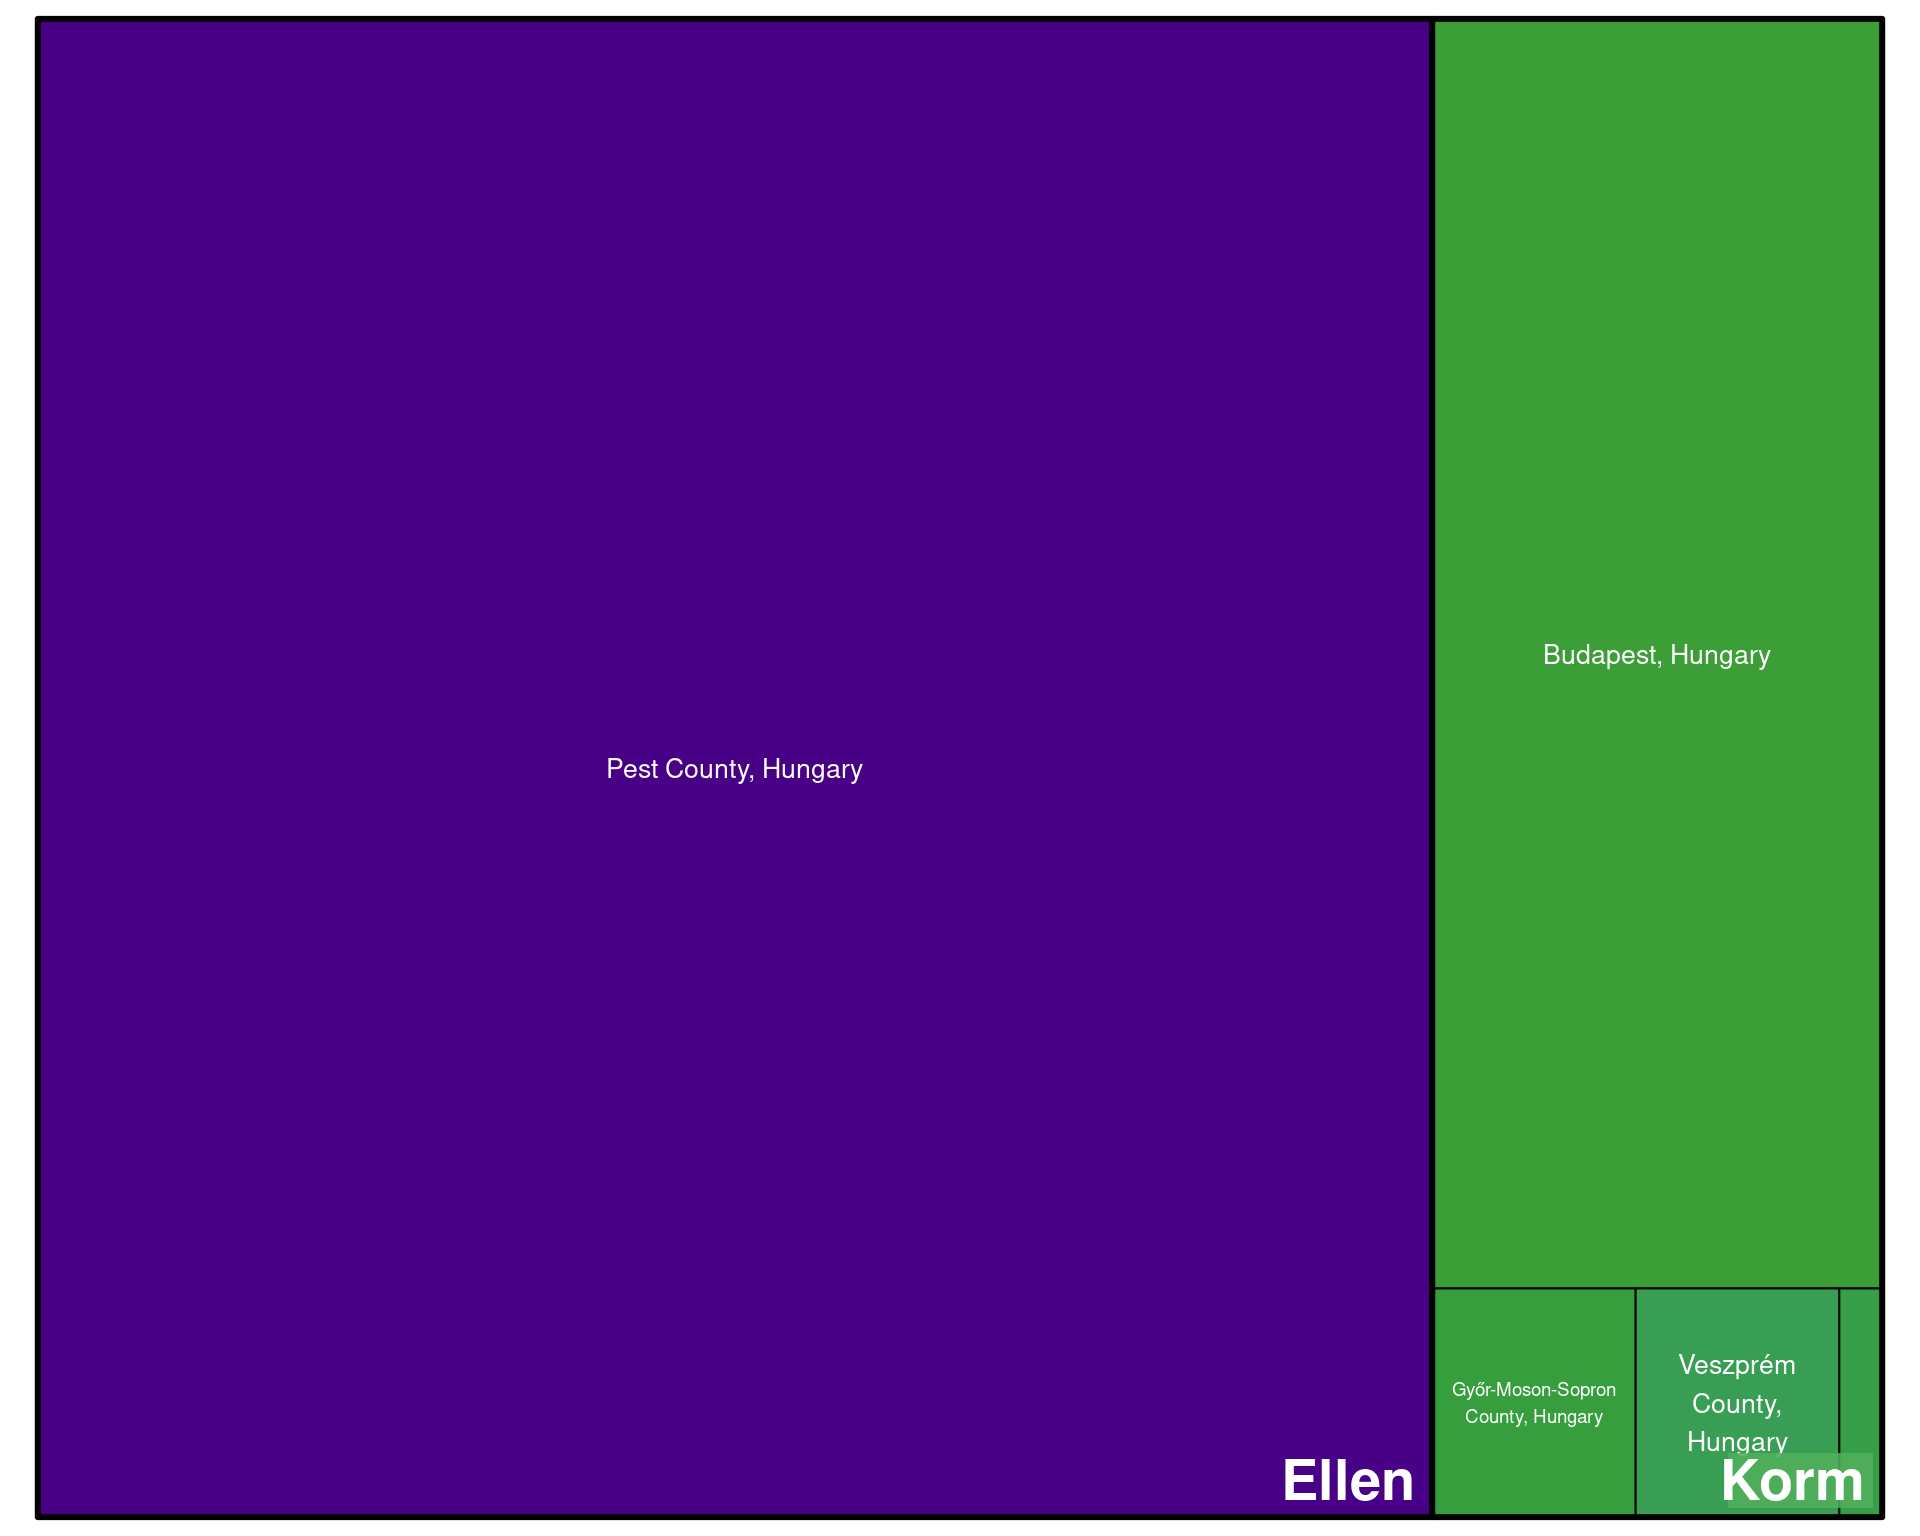 Pest County, Hungary
Ellen
Budapest, Hungary
Győr-Moson-Sopron
County, Hungary
Veszprém
County,
Hungary
Korm